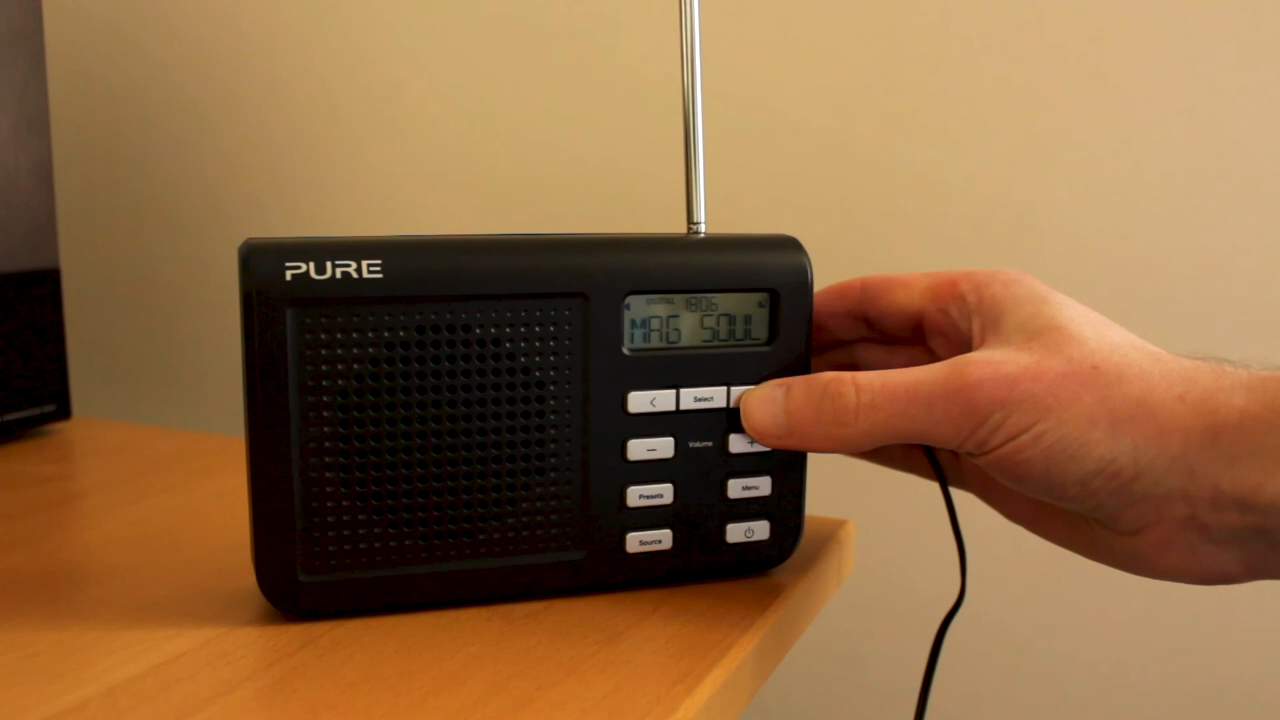 PURE
DIGITAL 18:06
MAG SOUL
< Select
− Volume +
Presets Menu
Source